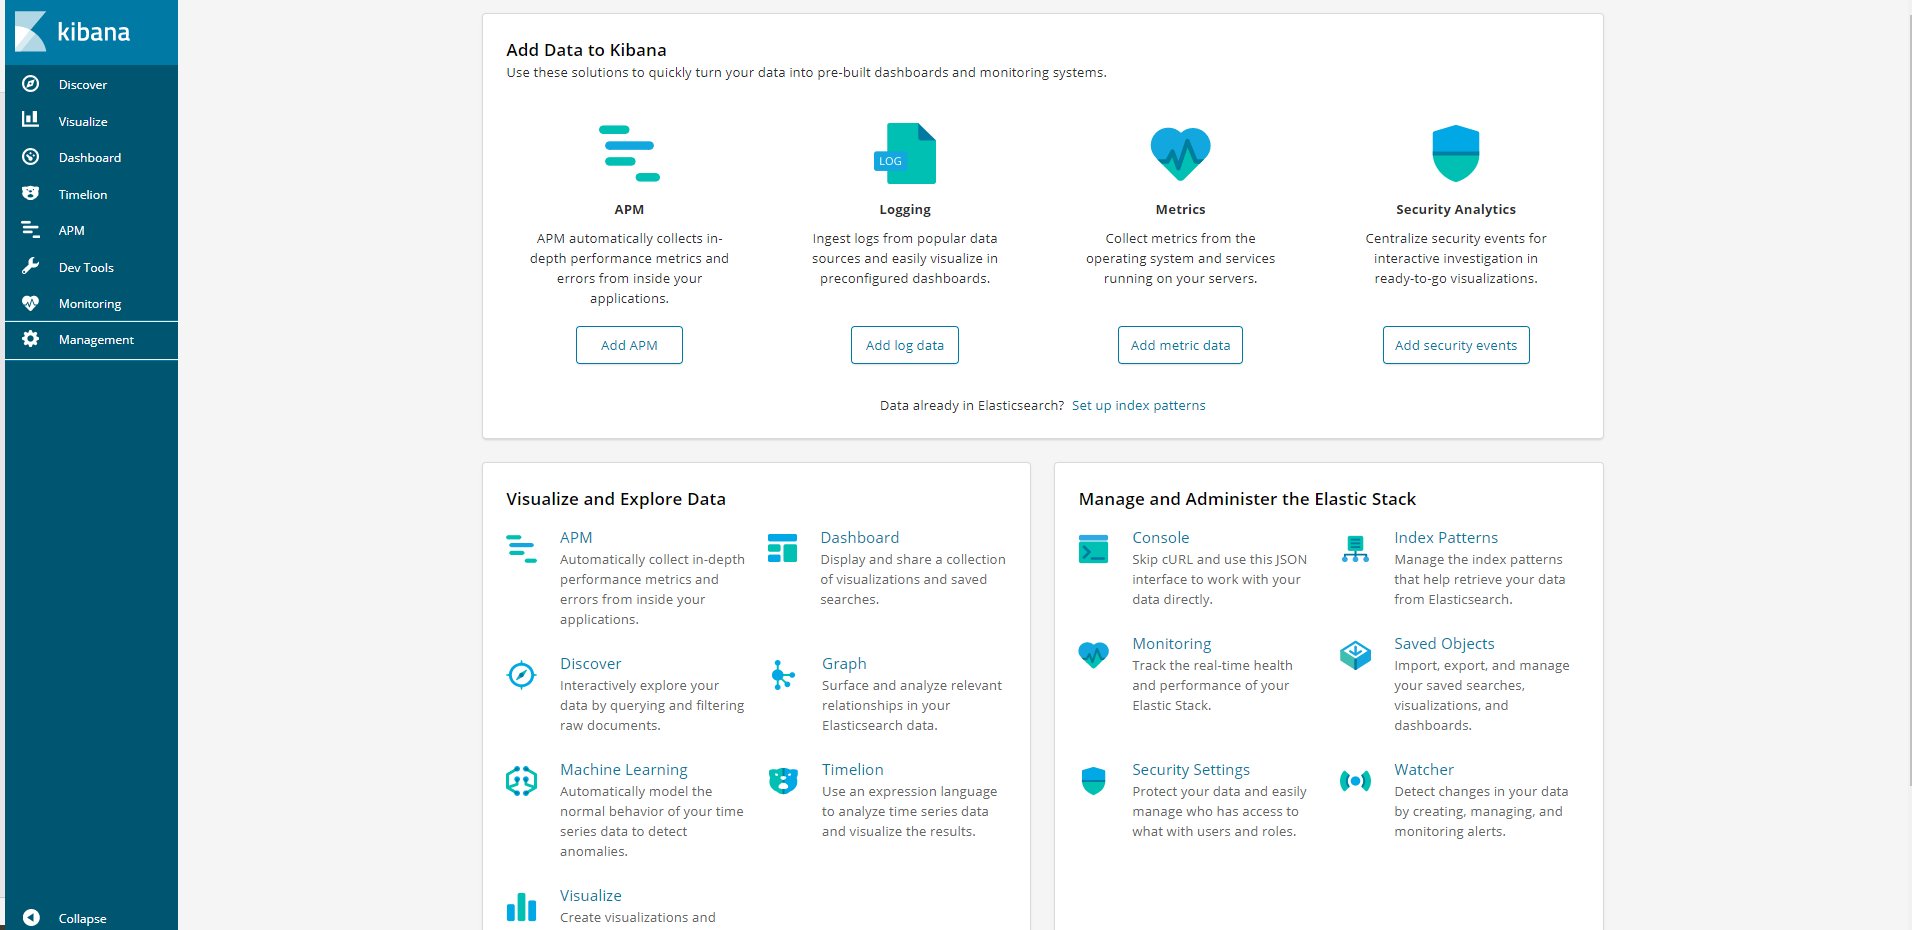 kibana
Discover
Visualize
Dashboard
Timelion
APM
Dev Tools
Monitoring
Management
Collapse
Add Data to Kibana
Use these solutions to quickly turn your data into pre-built dashboards and monitoring systems.
APM
APM automatically collects in-
depth performance metrics and
errors from inside your
applications.
Add APM
LOG
Logging
Ingest logs from popular data
sources and easily visualize in
preconfigured dashboards.
Add log data
Metrics
Collect metrics from the
operating system and services
running on your servers.
Add metric data
Security Analytics
Centralize security events for
interactive investigation in
ready-to-go visualizations.
Add security events
Data already in Elasticsearch? Set up index patterns
Visualize and Explore Data
APM
Automatically collect in-depth
performance metrics and
errors from inside your
applications.
Dashboard
Display and share a collection
of visualizations and saved
searches.
Discover
Interactively explore your
data by querying and filtering
raw documents.
Graph
Surface and analyze relevant
relationships in your
Elasticsearch data.
Machine Learning
Automatically model the
normal behavior of your time
series data to detect
anomalies.
Timelion
Use an expression language
to analyze time series data
and visualize the results.
Visualize
Create visualizations and
Manage and Administer the Elastic Stack
Console
Skip cURL and use this JSON
interface to work with your
data directly.
Index Patterns
Manage the index patterns
that help retrieve your data
from Elasticsearch.
Monitoring
Track the real-time health
and performance of your
Elastic Stack.
Saved Objects
Import, export, and manage
your saved searches,
visualizations, and
dashboards.
Security Settings
Protect your data and easily
manage who has access to
what with users and roles.
Watcher
Detect changes in your data
by creating, managing, and
monitoring alerts.